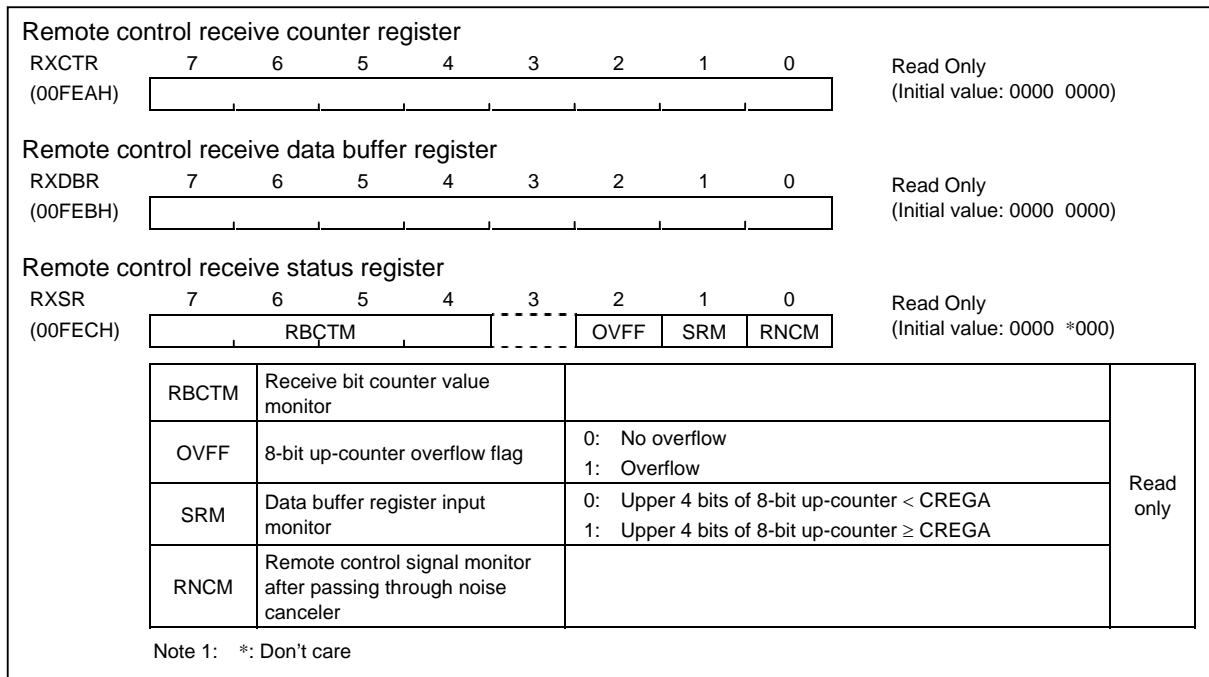 Remote control receive counter register
RXCTR 7 6 5 4 3 2 1 0 Read Only
(00FEAH) (Initial value: 0000 0000)
Remote control receive data buffer register
RXDBR 7 6 5 4 3 2 1 0 Read Only
(00FEBH) (Initial value: 0000 0000)
Remote control receive status register
RXSR 7 6 5 4 3 2 1 0 Read Only
(00FECH) RBCTM OVFF SRM RNCM (Initial value: 0000 *000)
RBCTM Receive bit counter value
monitor
OVFF 8-bit up-counter overflow flag 0: No overflow
1: Overflow
SRM Data buffer register input
monitor 0: Upper 4 bits of 8-bit up-counter < CREGA
1: Upper 4 bits of 8-bit up-counter ≥ CREGA
RNCM Remote control signal monitor
after passing through noise
canceler
Read
only
Note 1: *: Don't care